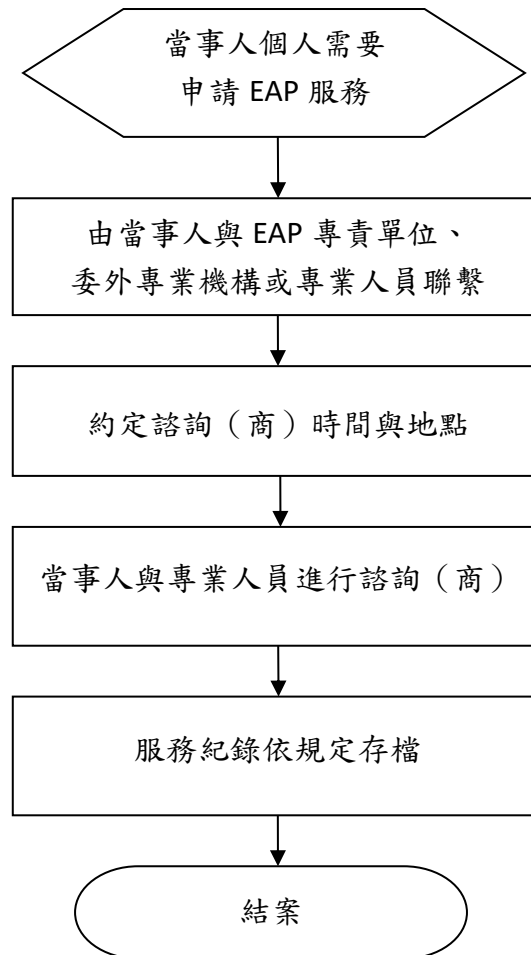 當事人個人需要
申請 EAP 服務
由當事人與 EAP 專責單位、
委外專業機構或專業人員聯繫
約定諮詢（商）時間與地點
當事人與專業人員進行諮詢（商）
服務紀錄依規定存檔
結案